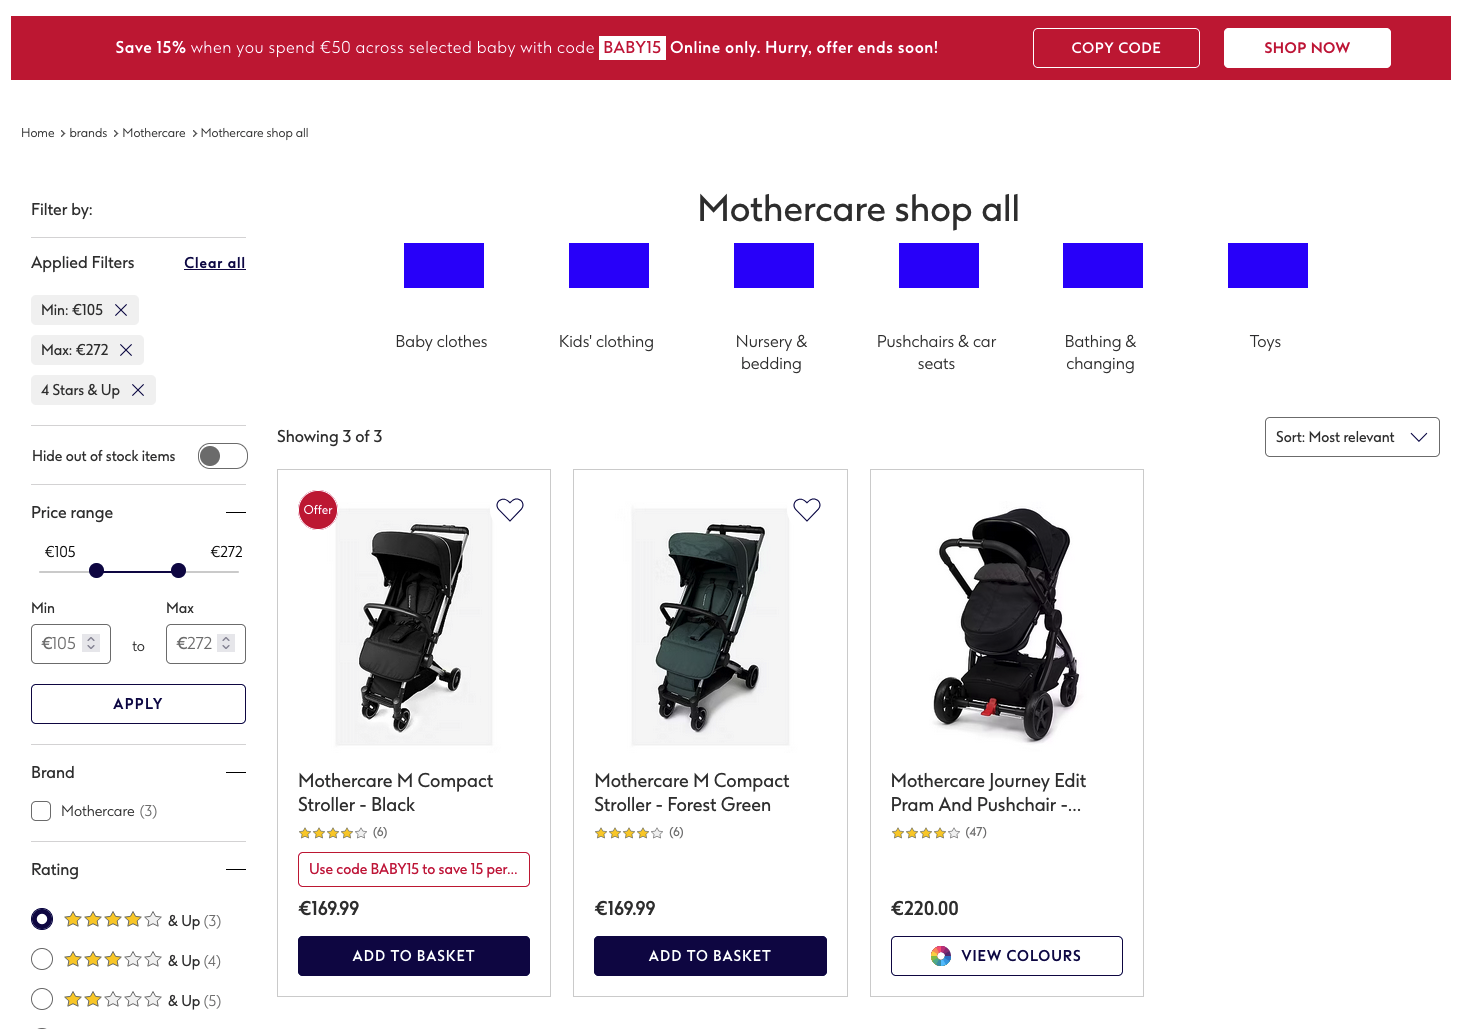 Save 15% when you spend €50 across selected baby with code BABY15 Online only. Hurry, offer ends soon!
COPY CODE
SHOP NOW
Home > brands > Mothercare > Mothercare shop all
Filter by:
Applied Filters
Clear all
Min: €105
Max: €272
4 Stars & Up
Hide out of stock items
Price range
€105
€272
Min
Max
€105
to
€272
APPLY
Brand
Mothercare (3)
Rating
& Up (3)
& Up (4)
& Up (5)
Mothercare shop all
Baby clothes
Kids' clothing
Nursery &
bedding
Pushchairs & car
seats
Bathing &
changing
Toys
Showing 3 of 3
Sort: Most relevant
Offer
Mothercare M Compact
Stroller - Black
(6)
Use code BABY15 to save 15 per...
€169.99
ADD TO BASKET
Mothercare M Compact
Stroller - Forest Green
(6)
€169.99
ADD TO BASKET
Mothercare Journey Edit
Pram And Pushchair -...
(47)
€220.00
VIEW COLOURS